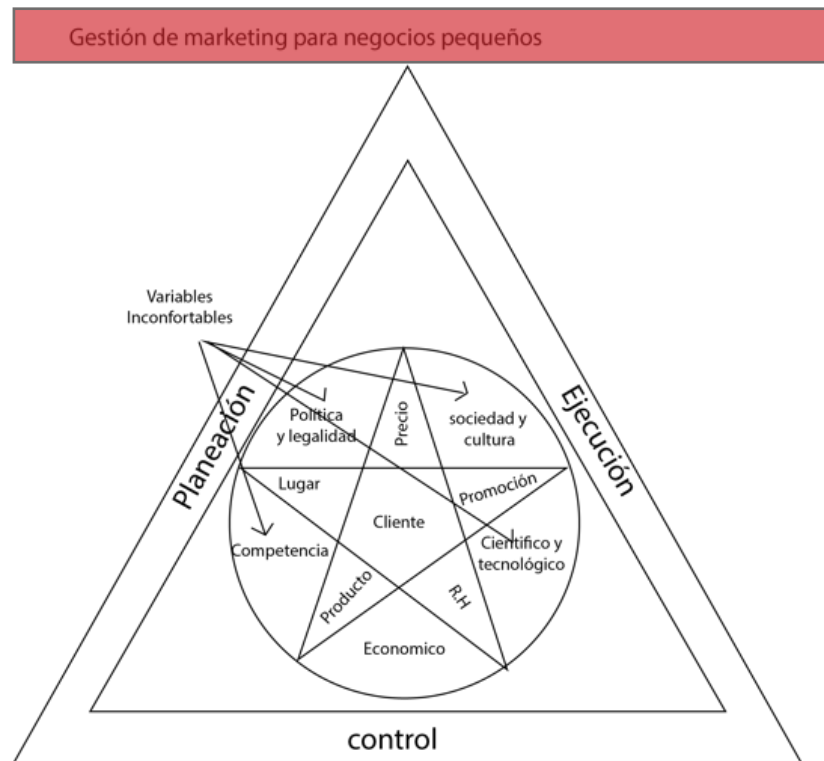 Gestión de marketing para negocios pequeños
Variables
Inconfortables
Planeación
Ejecución
Política
y legalidad
Precio
sociedad y
cultura
Lugar
Promoción
Cliente
Competencia
Cientifico y
tecnológico
Producto
R.H
Economico
control